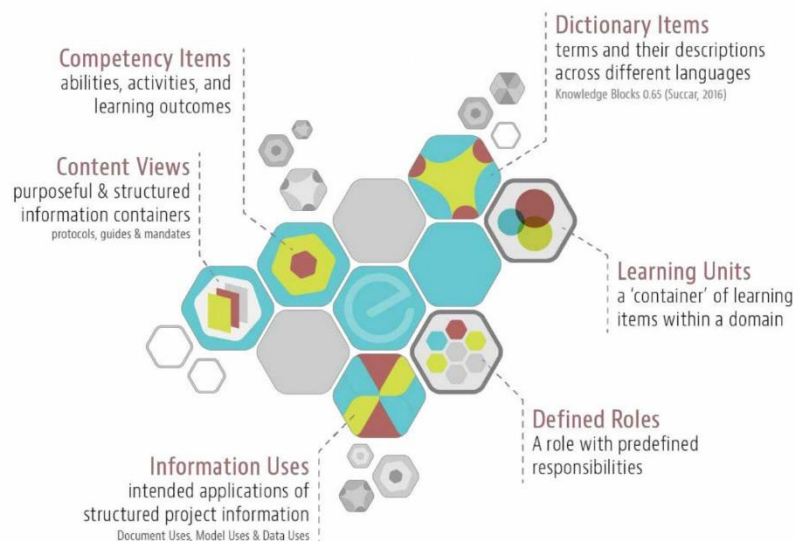 Dictionary Items
terms and their descriptions
across different languages
Knowledge Blocks 0.65 (Succar, 2016)
Competency Items
abilities, activities, and
learning outcomes
Content Views
purposeful & structured
information containers
protocols, guides & mandates
e
Learning Units
a 'container' of learning
items within a domain
Defined Roles
A role with predefined
responsibilities
Information Uses
intended applications of
structured project information
Document Uses, Model Uses & Data Uses